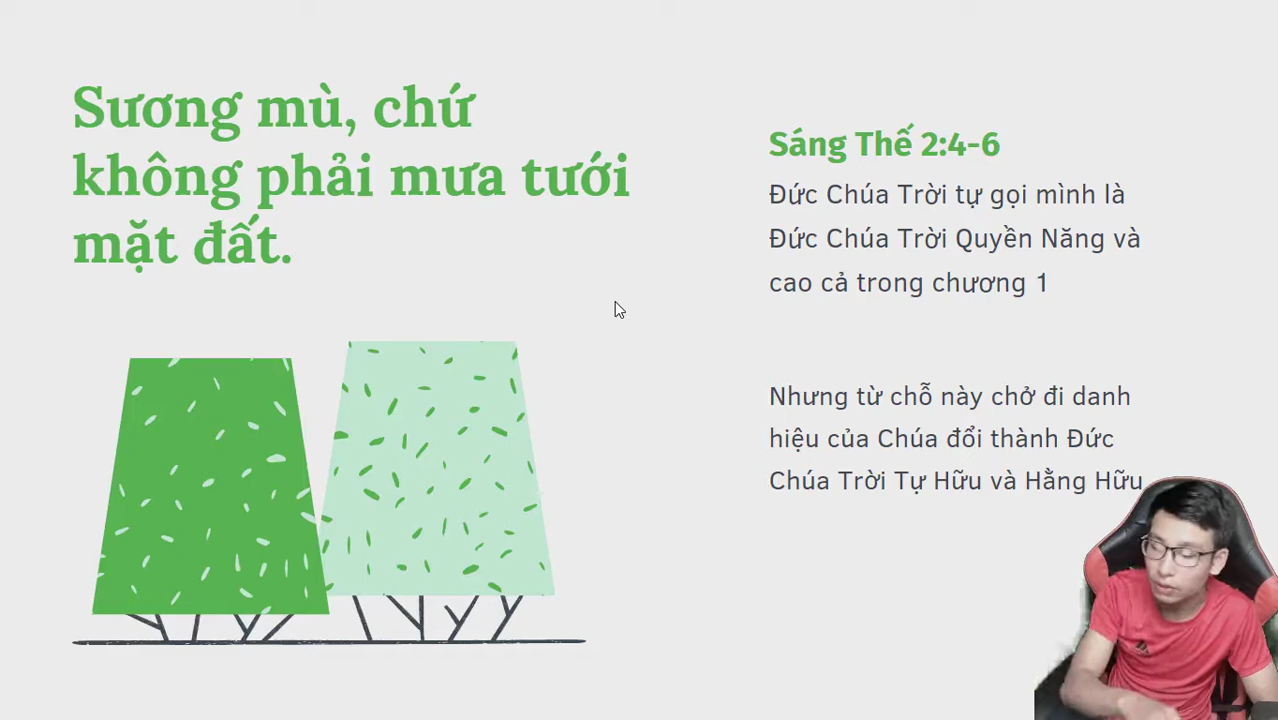 Sương mù, chứ
không phải mưa tưới
mặt đất.
Sáng Thế 2:4-6
Đức Chúa Trời tự gọi mình là
Đức Chúa Trời Quyền Năng và
cao cả trong chương 1
Nhưng từ chỗ này chở đi danh
hiệu của Chúa đổi thành Đức
Chúa Trời Tự Hữu và Hằng Hữu